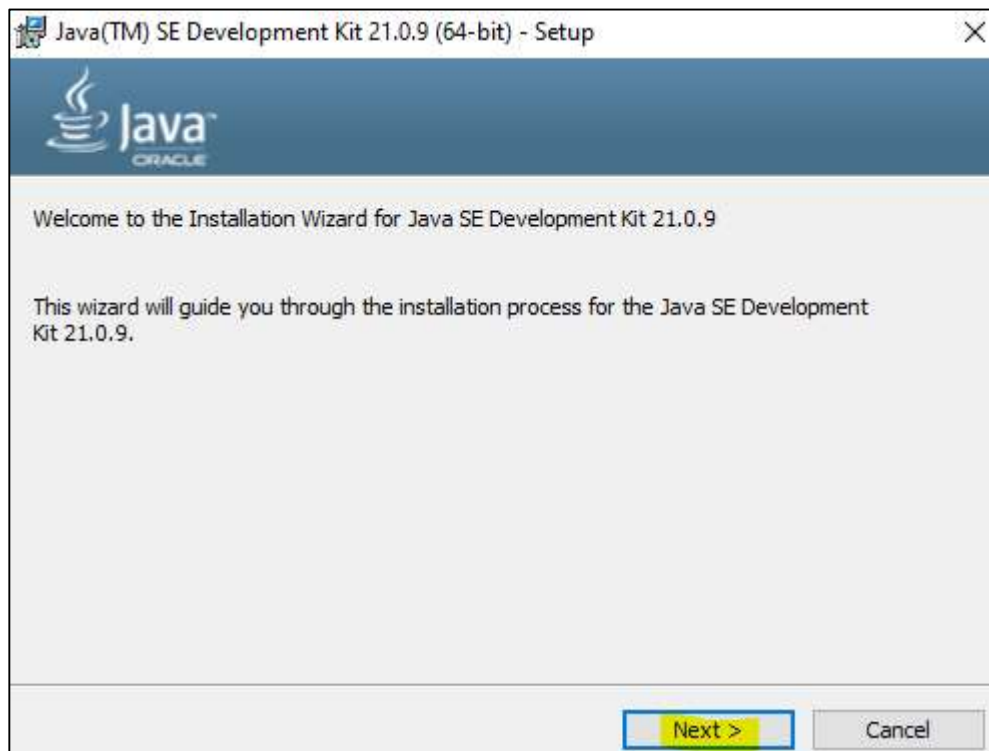 Java(TM) SE Development Kit 21.0.9 (64-bit) - Setup
Java™
ORACLE
Welcome to the Installation Wizard for Java SE Development Kit 21.0.9
This wizard will guide you through the installation process for the Java SE Development
Kit 21.0.9.
Next >
Cancel